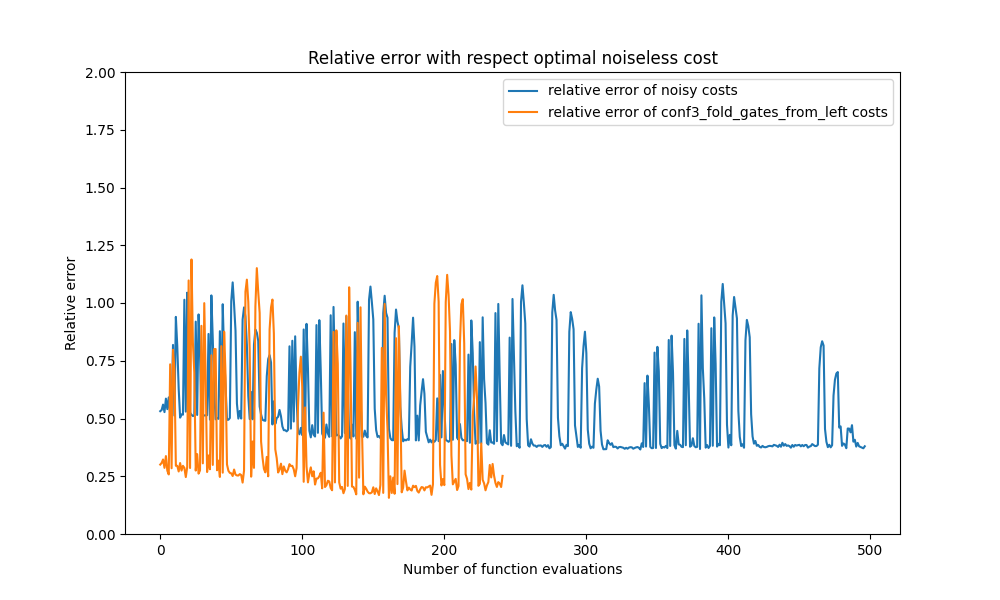 Relative error with respect optimal noiseless cost
relative error of noisy costs
relative error of conf3_fold_gates_from_left costs
Relative error
2.00
1.75
1.50
1.25
1.00
0.75
0.50
0.25
0.00
0 100 200 300 400 500
Number of function evaluations